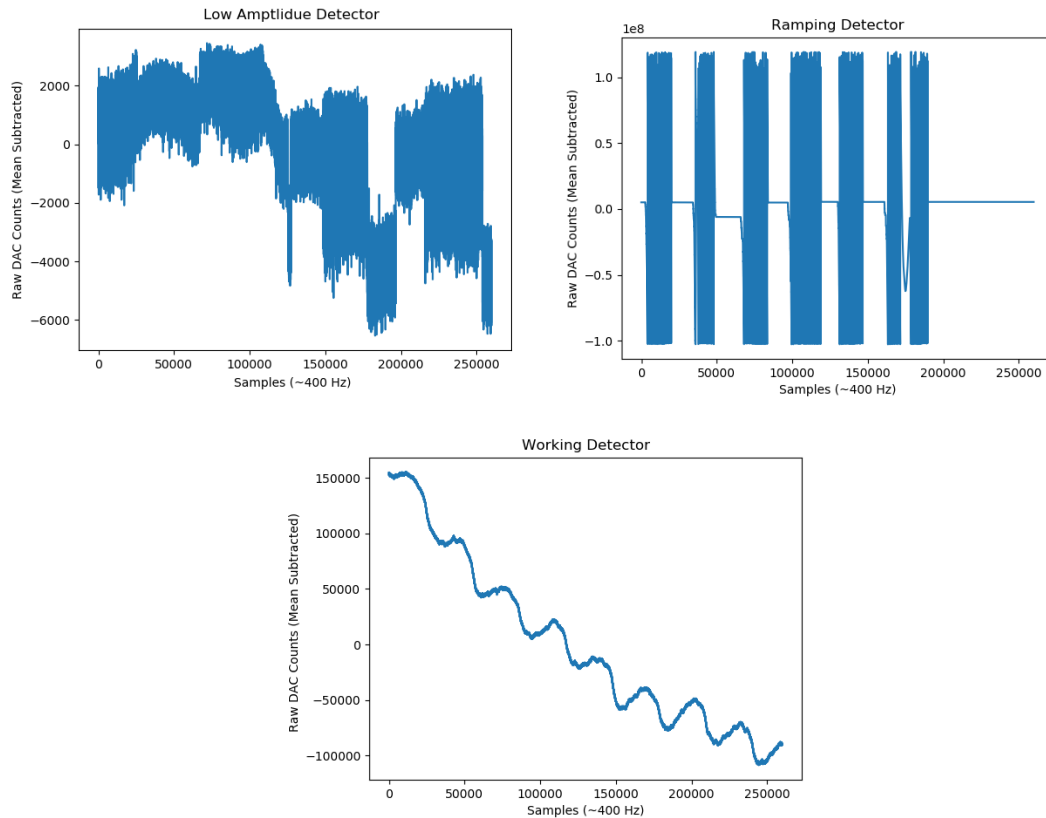 Low Amptlidue Detector
Raw DAC Counts (Mean Subtracted)
2000
0
−2000
−4000
−6000
0 50000 100000 150000 200000 250000
Samples (~400 Hz)
Ramping Detector
1e8
Raw DAC Counts (Mean Subtracted)
1.0
0.5
0.0
−0.5
−1.0
0 50000 100000 150000 200000 250000
Samples (~400 Hz)
Working Detector
Raw DAC Counts (Mean Subtracted)
150000
100000
50000
0
−50000
−100000
0 50000 100000 150000 200000 250000
Samples (~400 Hz)